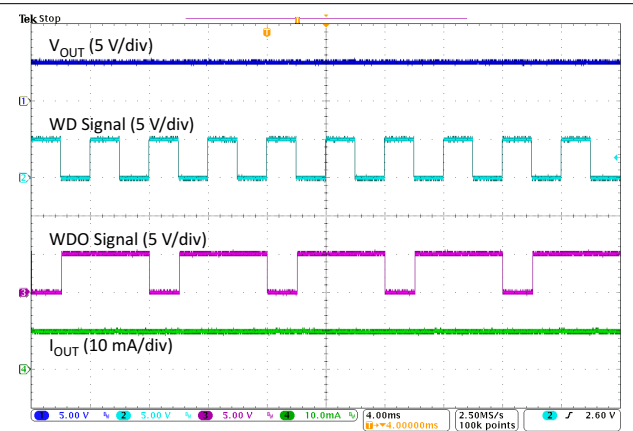 Tek Stop
T
T
V_OUT (5 V/div)
1
WD Signal (5 V/div)
2
WDO Signal (5 V/div)
3
I_OUT (10 mA/div)
4
1 5.00 V 2 5.00 V 3 5.00 V 4 10.0mA 4.00ms 2.50MS/s 2 2.60 V
T→▼4.00000ms 100k points